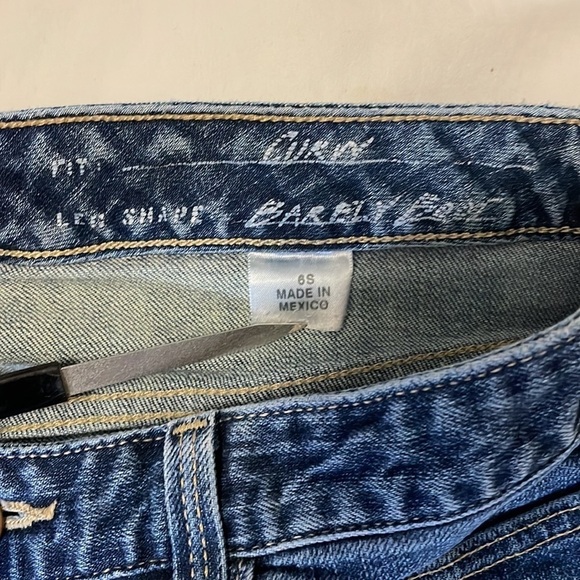 FIT: Curvy
LEG SHAPE - BARELY BOOT
6S
MADE IN
MEXICO